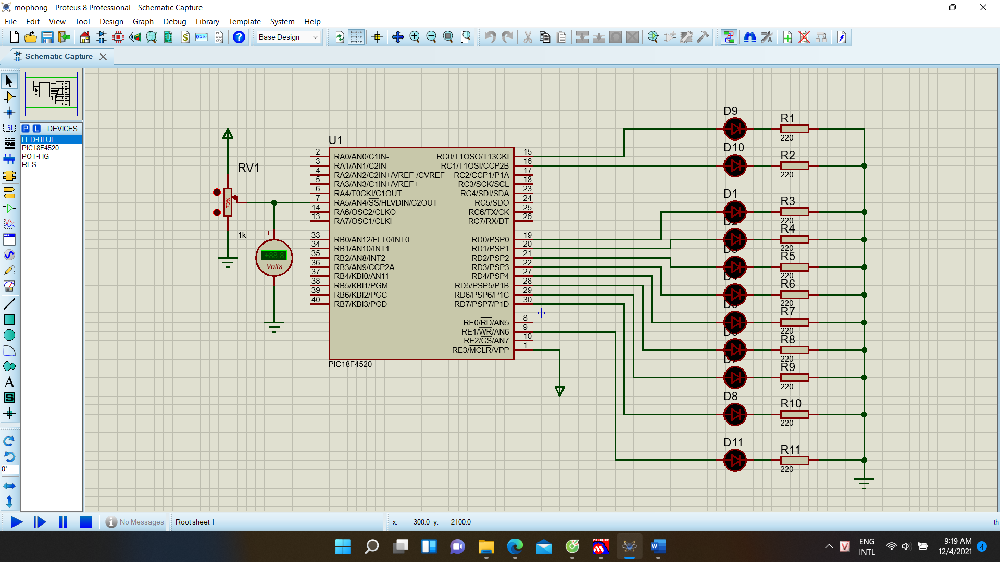 mophong - Proteus 8 Professional - Schematic Capture
File Edit View Tool Design Graph Debug Library Template System Help
Base Design
Schematic Capture
P L DEVICES
LED-BLUE
PIC18F4520
POT-HG
RES
LBL
A
S
0°
RV1
73%
1k
+88.8
Volts
+
−
U1
2 RA0/AN0/C1IN-
3 RA1/AN1/C2IN-
4 RA2/AN2/C2IN+/VREF-/CVREF
5 RA3/AN3/C1IN+/VREF+
6 RA4/T0CKI/C1OUT
7 RA5/AN4/SS/HLVDIN/C2OUT
14 RA6/OSC2/CLKO
13 RA7/OSC1/CLKI
33 RB0/AN12/FLT0/INT0
34 RB1/AN10/INT1
35 RB2/AN8/INT2
36 RB3/AN9/CCP2A
37 RB4/KBI0/AN11
38 RB5/KBI1/PGM
39 RB6/KBI2/PGC
40 RB7/KBI3/PGD
RC0/T1OSO/T13CKI 15
RC1/T1OSI/CCP2B 16
RC2/CCP1/P1A 17
RC3/SCK/SCL 18
RC4/SDI/SDA 23
RC5/SDO 24
RC6/TX/CK 25
RC7/RX/DT 26
RD0/PSP0 19
RD1/PSP1 20
RD2/PSP2 21
RD3/PSP3 22
RD4/PSP4 27
RD5/PSP5/P1B 28
RD6/PSP6/P1C 29
RD7/PSP7/P1D 30
RE0/RD/AN5 8
RE1/WR/AN6 9
RE2/CS/AN7 10
RE3/MCLR/VPP 1
PIC18F4520
D9 R1
220
D10 R2
220
D1 R3
220
D2 R4
220
R5
220
R6
220
R7
220
R8
220
R9
220
D8 R10
220
D11 R11
220
No Messages Root sheet 1 x: -300.0 y: -2100.0 th
ENG
INTL
9:19 AM
12/4/2021
4